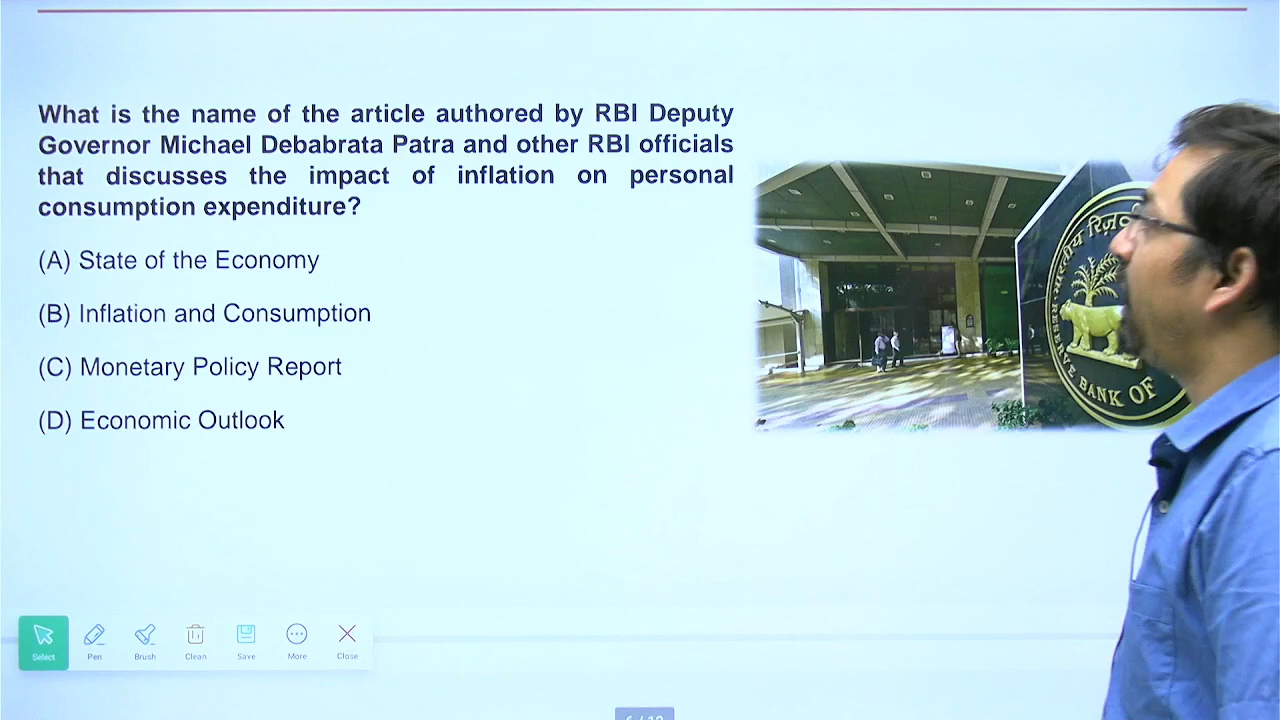 What is the name of the article authored by RBI Deputy
Governor Michael Debabrata Patra and other RBI officials
that discusses the impact of inflation on personal
consumption expenditure?
(A) State of the Economy
(B) Inflation and Consumption
(C) Monetary Policy Report
(D) Economic Outlook
भारतीय रिज़र्व
RESERVE BANK OF
Select
Pen
Brush
Clean
Save
More
Close